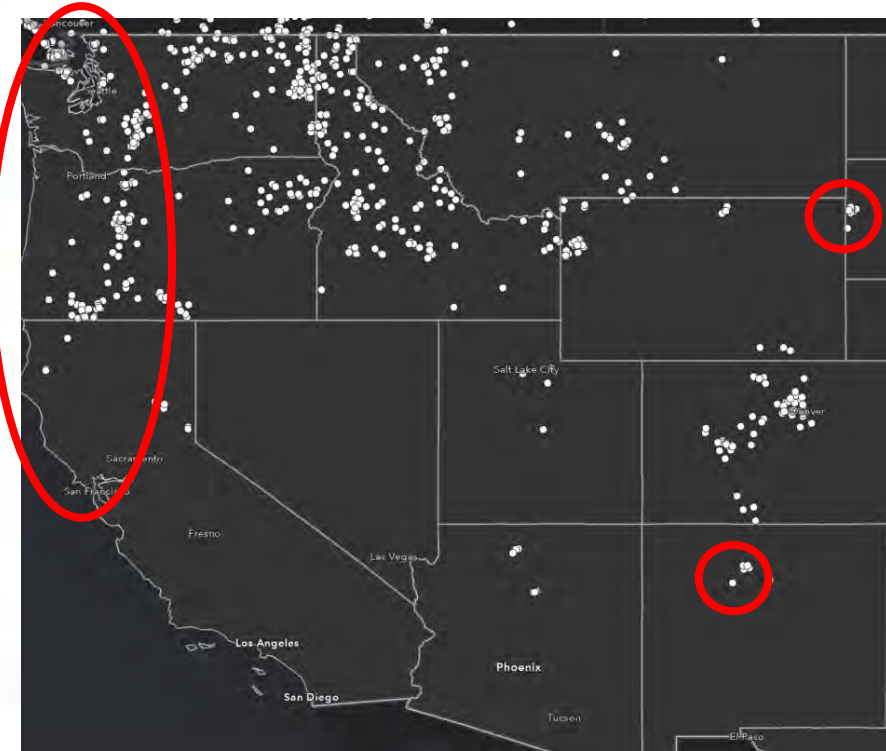 ancouver
Seattle
Portland
Salt Lake City
Denver
Sacramento
San Francisco
Fresno
Las Vegas
Los Angeles
Phoenix
San Diego
Tucson
El Paso